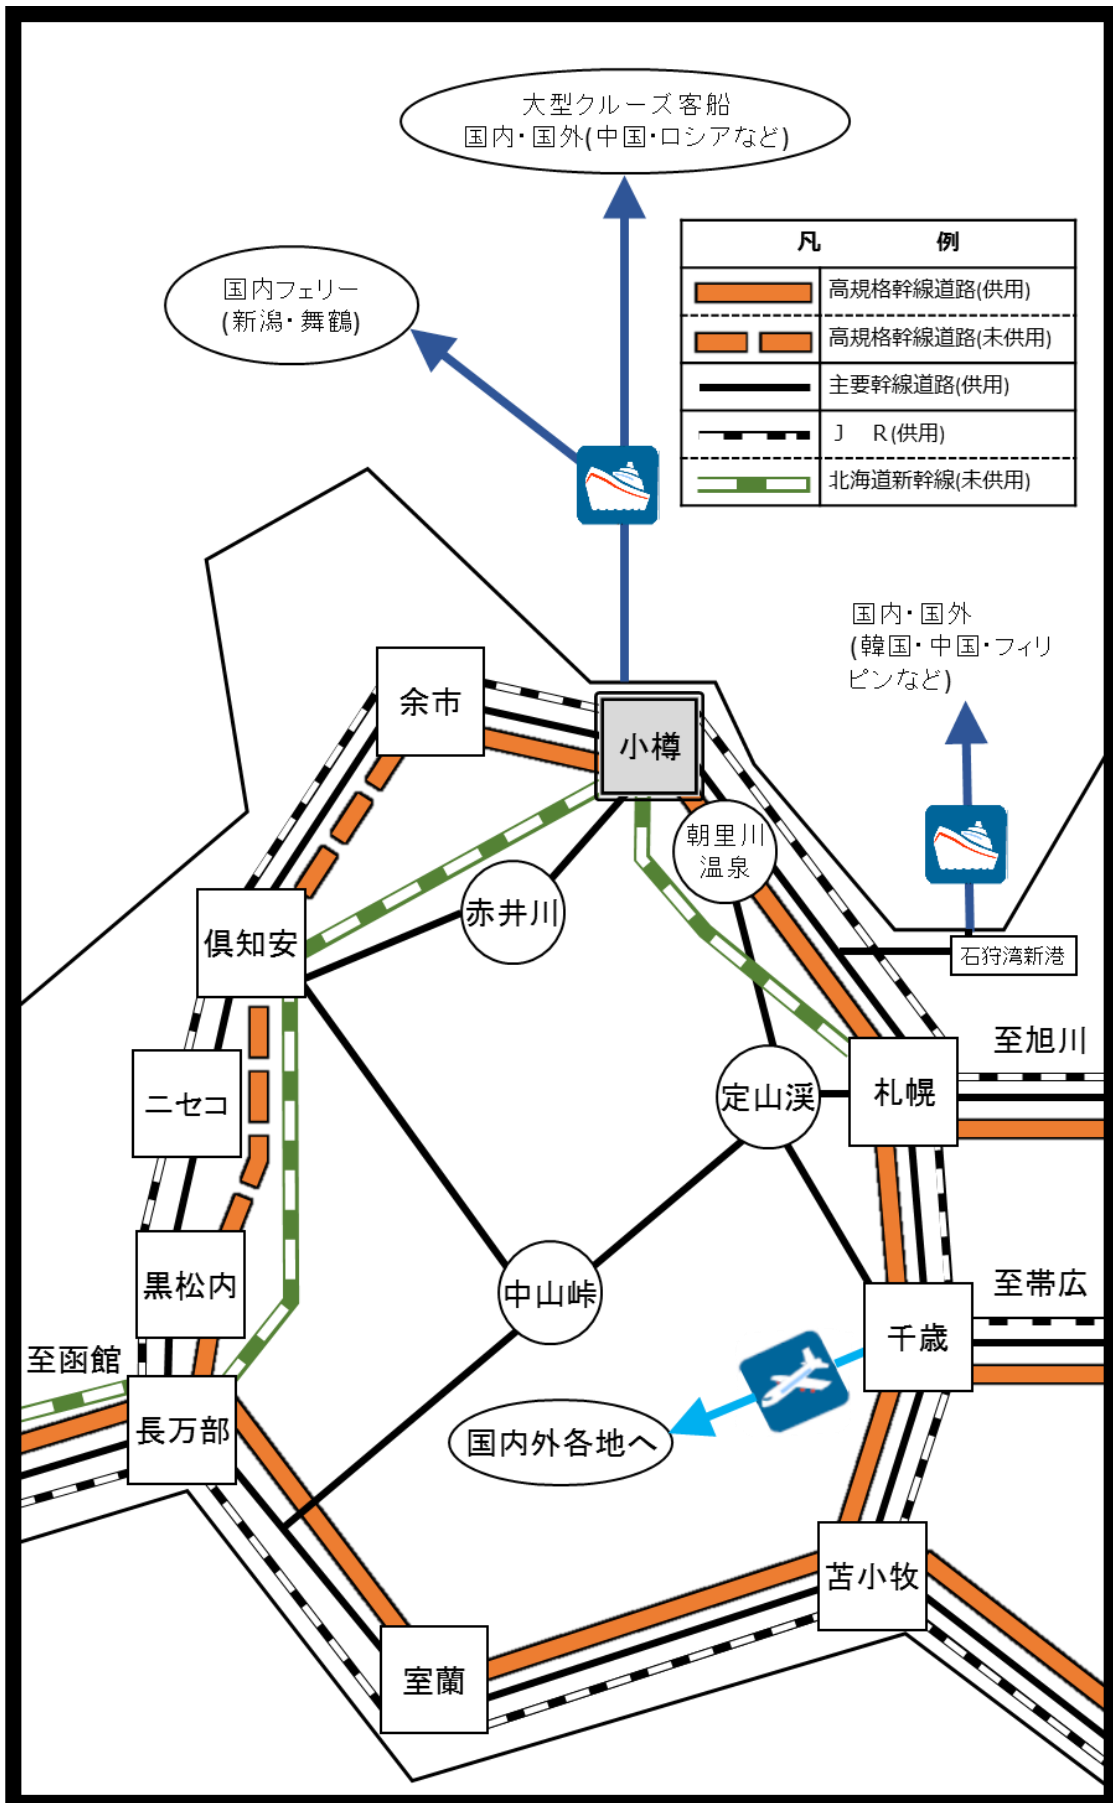 大型クルーズ客船
国内・国外(中国・ロシアなど)
国内フェリー
(新潟・舞鶴)
凡　例
高規格幹線道路(供用)
高規格幹線道路(未供用)
主要幹線道路(供用)
J　R(供用)
北海道新幹線(未供用)
国内・国外
(韓国・中国・フィリ
ピンなど)
余市
小樽
朝里川
温泉
赤井川
倶知安
石狩湾新港
至旭川
ニセコ
定山渓
札幌
黒松内
中山峠
至帯広
千歳
至函館
長万部
国内外各地へ
苫小牧
室蘭